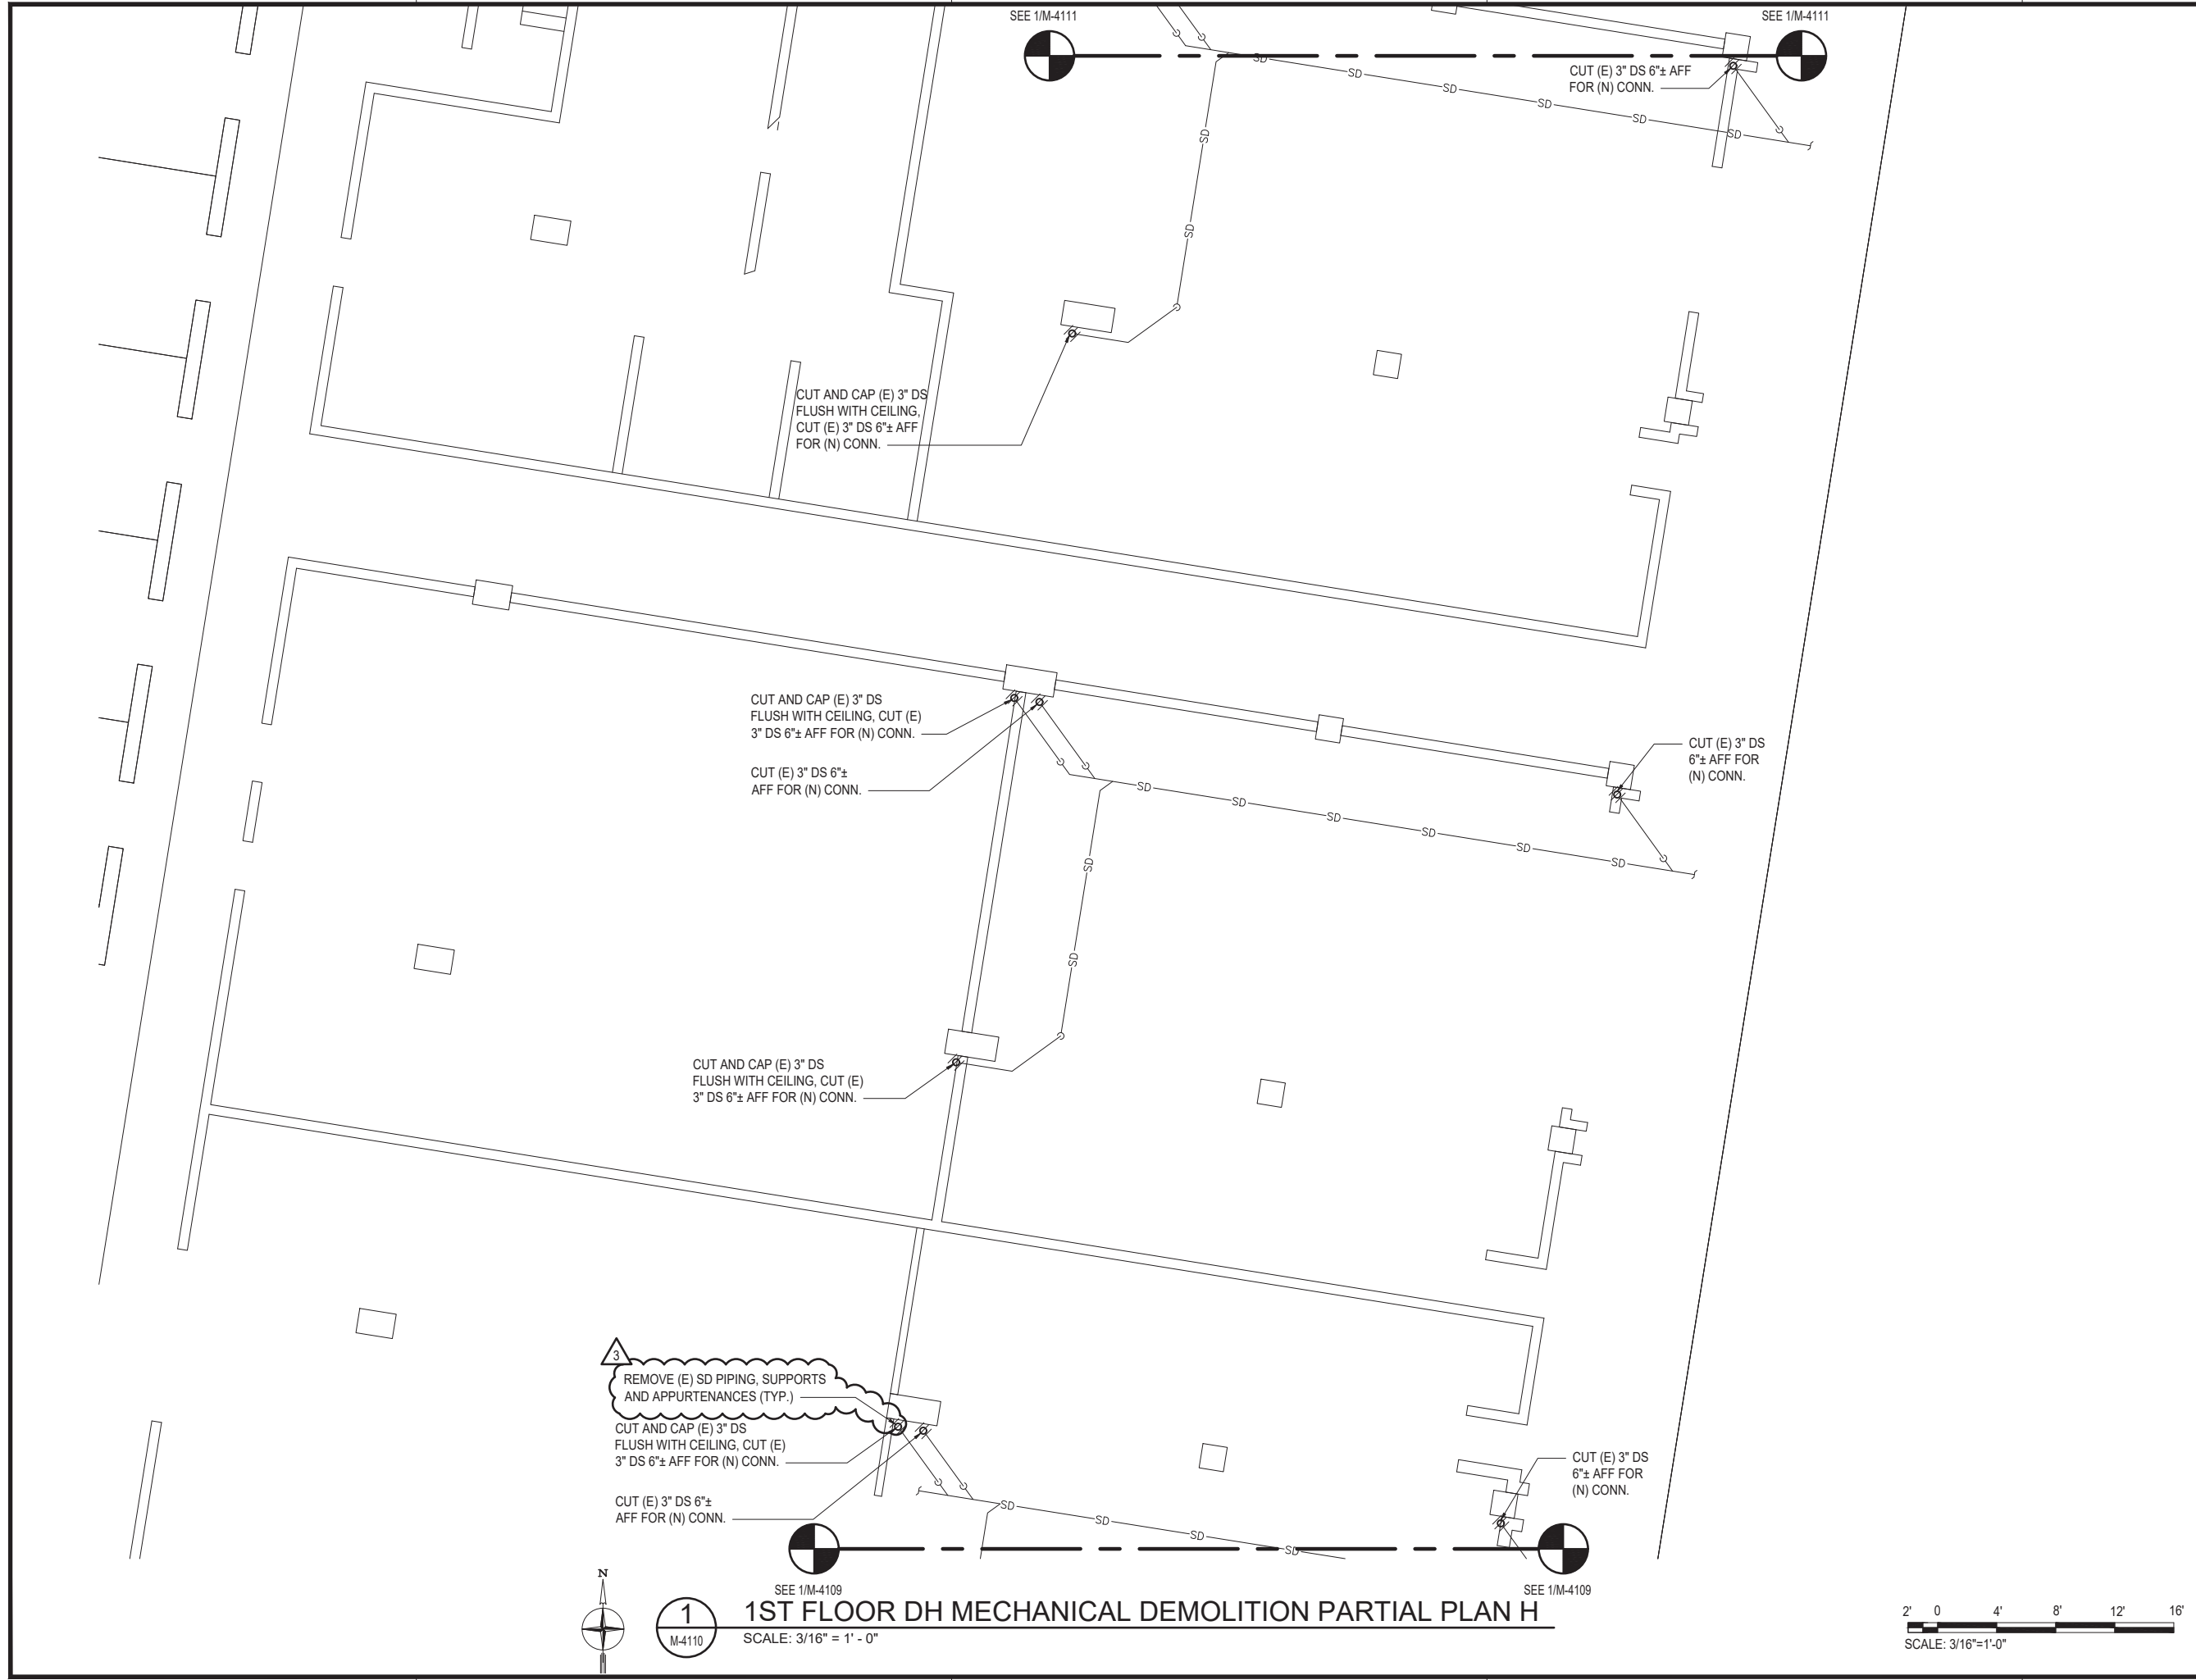 SEE 1/M-4111
SEE 1/M-4111
SD
SD
SD
SD
SD
SD
CUT (E) 3" DS 6"± AFF
FOR (N) CONN.
SD
SD
CUT AND CAP (E) 3" DS
FLUSH WITH CEILING,
CUT (E) 3" DS 6"± AFF
FOR (N) CONN.
CUT AND CAP (E) 3" DS
FLUSH WITH CEILING, CUT (E)
3" DS 6"± AFF FOR (N) CONN.
CUT (E) 3" DS 6"±
AFF FOR (N) CONN.
CUT (E) 3" DS
6"± AFF FOR
(N) CONN.
SD
SD
SD
SD
SD
SD
SD
SD
CUT AND CAP (E) 3" DS
FLUSH WITH CEILING, CUT (E)
3" DS 6"± AFF FOR (N) CONN.
3
REMOVE (E) SD PIPING, SUPPORTS
AND APPURTENANCES (TYP.)
CUT AND CAP (E) 3" DS
FLUSH WITH CEILING, CUT (E)
3" DS 6"± AFF FOR (N) CONN.
CUT (E) 3" DS 6"±
AFF FOR (N) CONN.
CUT (E) 3" DS
6"± AFF FOR
(N) CONN.
SD
SD
SD
SD
SEE 1/M-4109
SEE 1/M-4109
N
1
M-4110
1ST FLOOR DH MECHANICAL DEMOLITION PARTIAL PLAN H
SCALE: 3/16" = 1' - 0"
2' 0 4' 8' 12' 16'
SCALE: 3/16"=1'-0"